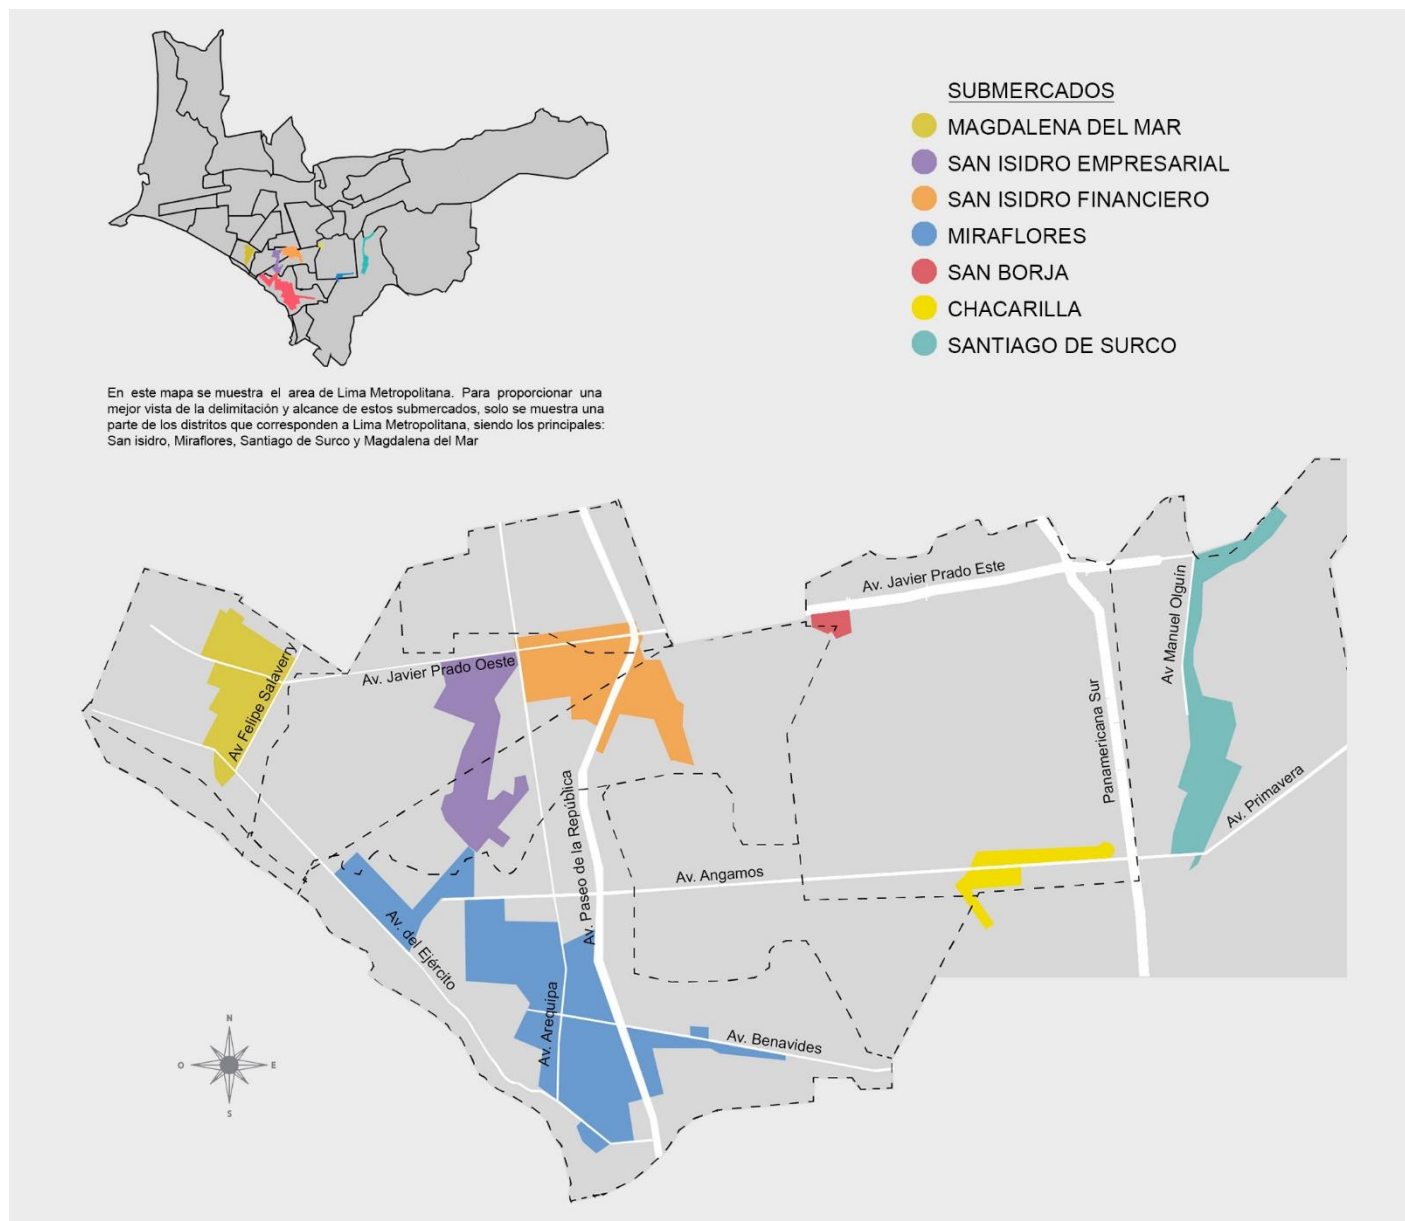 SUBMERCADOS
MAGDALENA DEL MAR
SAN ISIDRO EMPRESARIAL
SAN ISIDRO FINANCIERO
MIRAFLORES
SAN BORJA
CHACARILLA
SANTIAGO DE SURCO
En este mapa se muestra el area de Lima Metropolitana. Para proporcionar una
mejor vista de la delimitación y alcance de estos submercados, solo se muestra una
parte de los distritos que corresponden a Lima Metropolitana, siendo los principales:
San isidro, Miraflores, Santiago de Surco y Magdalena del Mar
Av. Javier Prado Este
Av Manuel Olguín
Av Felipe Salaverry
Av. Javier Prado Oeste
Panamericana Sur
Av. Primavera
Av. Paseo de la República
Av. Angamos
Av. del Ejército
Av. Arequipa
Av. Benavides
N
O
E
S